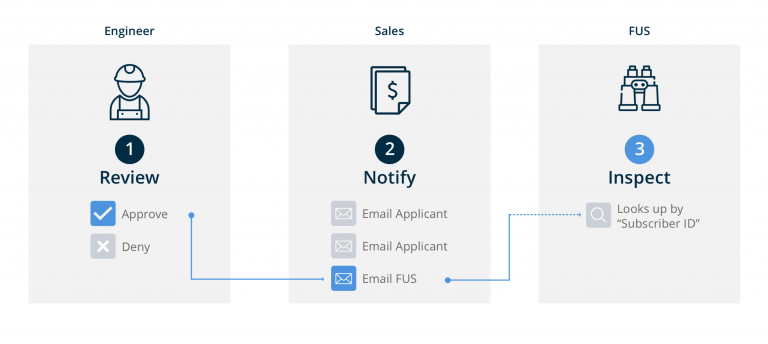 Engineer
Sales
FUS
$
1
2
3
Review
Notify
Inspect
Approve
Deny
Email Applicant
Email Applicant
Email FUS
Looks up by
“Subscriber ID”